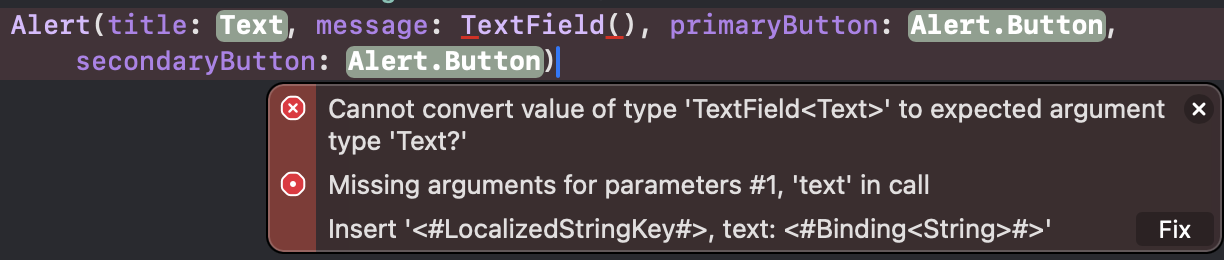 Alert(title: Text, message: TextField(), primaryButton: Alert.Button,
secondaryButton: Alert.Button)
Cannot convert value of type 'TextField<Text>' to expected argument
type 'Text?'
Missing arguments for parameters #1, 'text' in call
Insert '<#LocalizedStringKey#>, text: <#Binding<String>#>'
Fix